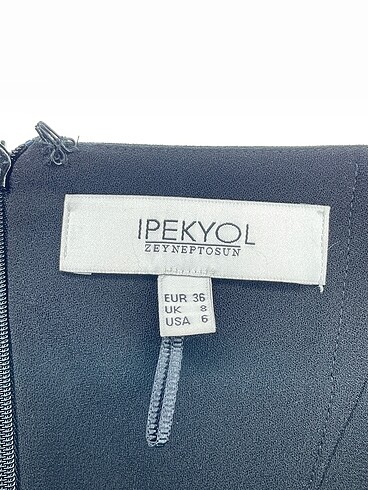 IPEKYOL
ZEYNEPTOSUN
EUR 36
UK 8
USA 6